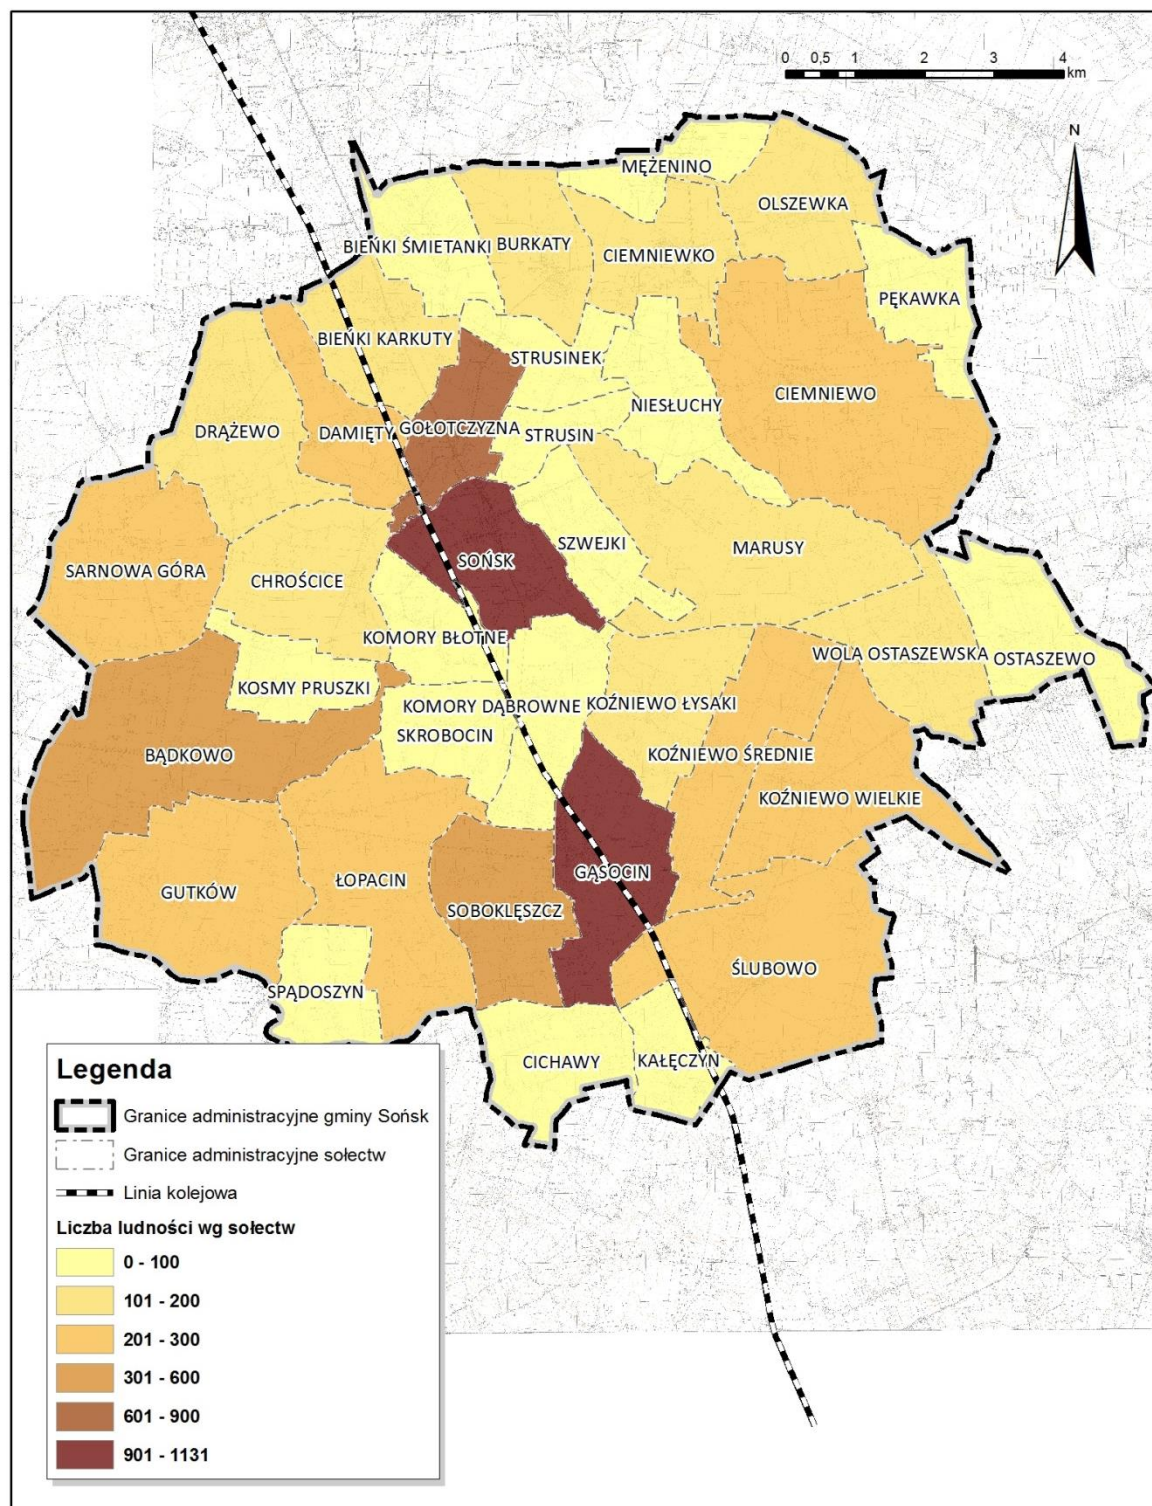 0 0,5 1 2 3 4
km
N
MĘŻENINO
OLSZEWKA
BIEŃKI ŚMIETANKI
BURKATY
CIEMNIEWKO
PĘKAWKA
BIEŃKI KARKUTY
STRUSINEK
CIEMNIEWO
NIESŁUCHY
DRĄŻEWO
DAMIĘTY
GOŁOTCZYZNA
STRUSIN
SZWEJKI
MARUSY
SOŃSK
SARNOWA GÓRA
CHROŚCICE
KOMORY BŁOTNE
WOLA OSTASZEWSKA
OSTASZEWO
KOSMY PRUSZKI
KOMORY DĄBROWNE
KOŹNIEWO ŁYSAKI
SKROBOCIN
BĄDKOWO
KOŹNIEWO ŚREDNIE
KOŹNIEWO WIELKIE
GUTKÓW
ŁOPACIN
GĄSOCIN
SOBOKLĘSZCZ
ŚLUBOWO
SPĄDOSZYN
CICHAWY
KAŁĘCZYN
Legenda
Granice administracyjne gminy Sońsk
Granice administracyjne sołectw
Linia kolejowa
Liczba ludności wg sołectw
0 - 100
101 - 200
201 - 300
301 - 600
601 - 900
901 - 1131